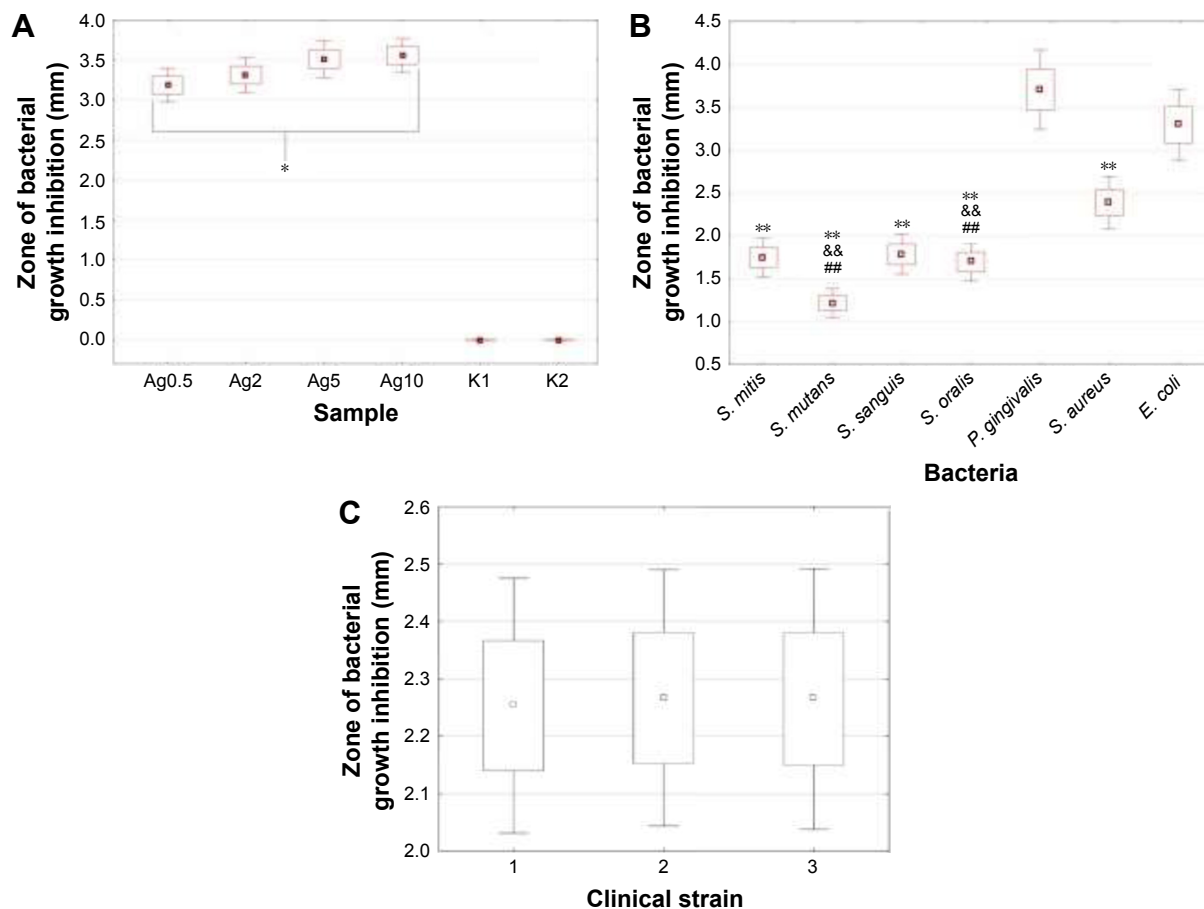 A
Zone of bacterial
growth inhibition (mm)
4.0
3.5
3.0
2.5
2.0
1.5
1.0
0.5
0.0
*
Ag0.5 Ag2 Ag5 Ag10 K1 K2
Sample
B
Zone of bacterial
growth inhibition (mm)
4.5
4.0
3.5
3.0
2.5
2.0
1.5
1.0
0.5
**
**
&&
##
**
**
&&
##
**
S. mitis
S. mutans
S. sanguis
S. oralis
P. gingivalis
S. aureus
E. coli
Bacteria
C
Zone of bacterial
growth inhibition (mm)
2.6
2.5
2.4
2.3
2.2
2.1
2.0
1 2 3
Clinical strain